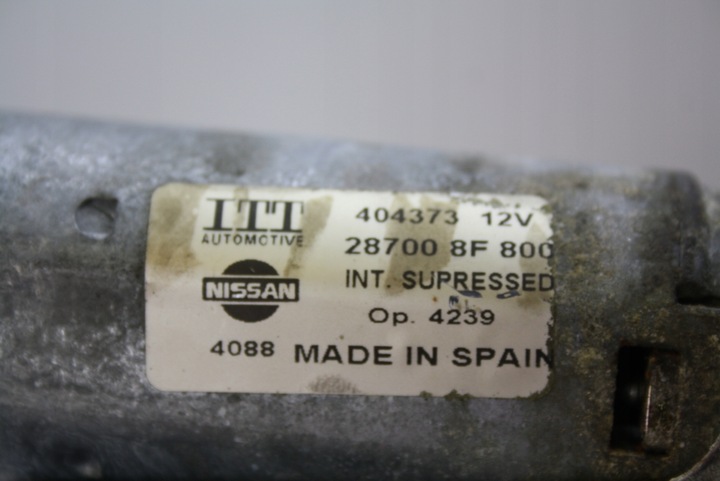 ITT 404373 12V
AUTOMOTIVE
28700 8F 800
NISSAN INT. SUPRESSED
Op. 4239
4088 MADE IN SPAIN